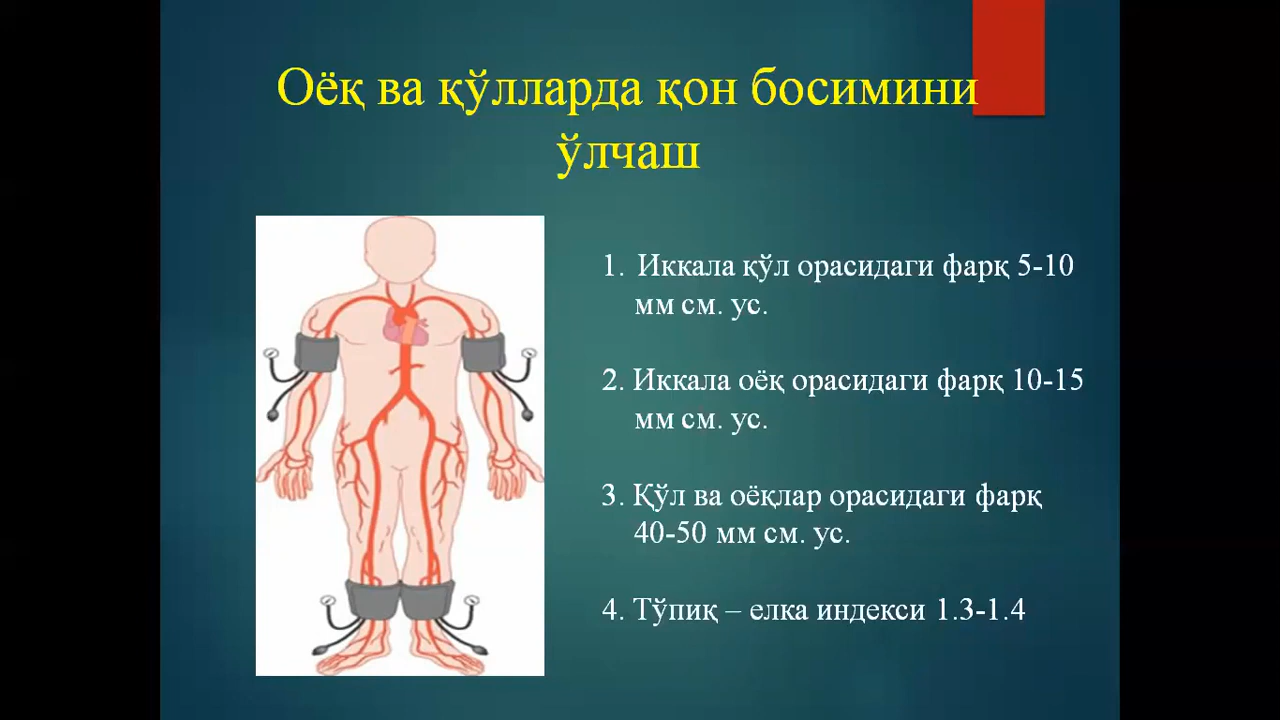 Оёқ ва қўлларда қон босимини
ўлчаш
1. Иккала қўл орасидаги фарқ 5-10
мм см. ус.
2. Иккала оёқ орасидаги фарқ 10-15
мм см. ус.
3. Қўл ва оёқлар орасидаги фарқ
40-50 мм см. ус.
4. Тўпиқ – елка индекси 1.3-1.4